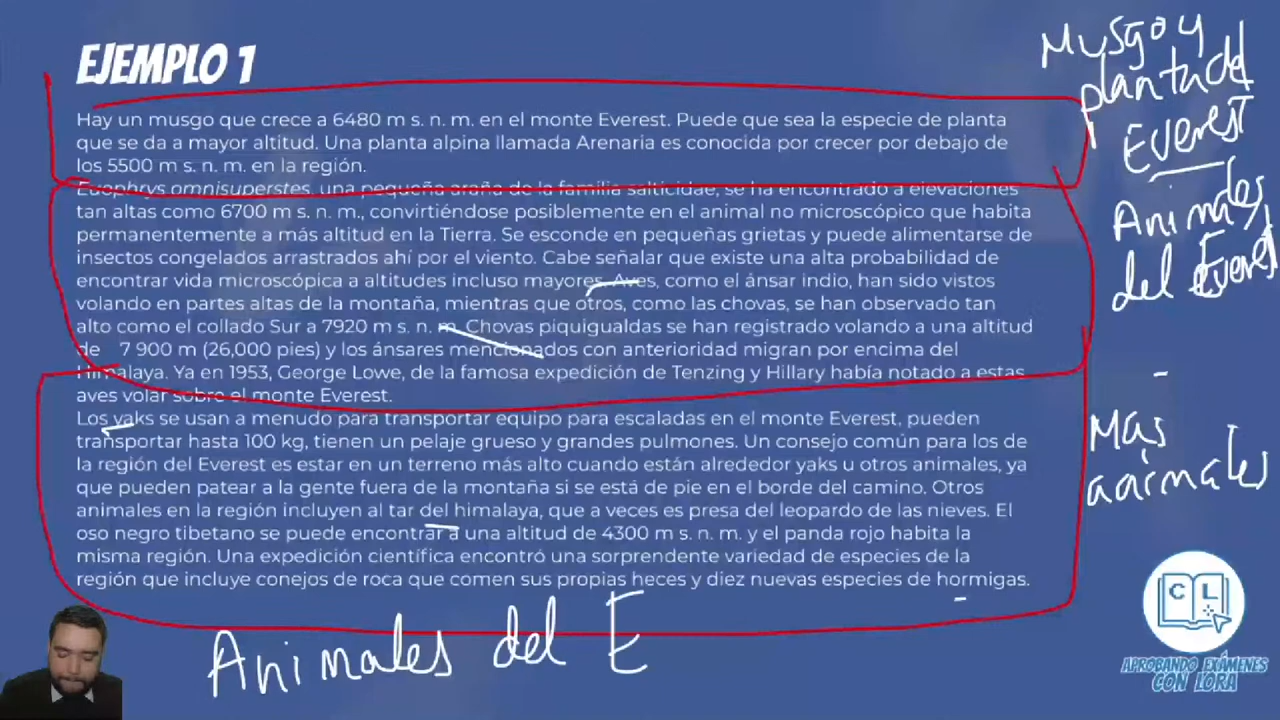 EJEMPLO 1
Hay un musgo que crece a 6480 m s. n. m. en el monte Everest. Puede que sea la especie de planta
que se da a mayor altitud. Una planta alpina llamada Arenaria es conocida por crecer por debajo de
los 5500 m s. n. m. en la región.
Euophrys omnisuperstes, una pequeña araña de la familia salticidae, se ha encontrado a elevaciones
tan altas como 6700 m s. n. m., convirtiéndose posiblemente en el animal no microscópico que habita
permanentemente a más altitud en la Tierra. Se esconde en pequeñas grietas y puede alimentarse de
insectos congelados arrastrados ahí por el viento. Cabe señalar que existe una alta probabilidad de
encontrar vida microscópica a altitudes incluso mayores. Aves, como el ánsar indio, han sido vistos
volando en partes altas de la montaña, mientras que otros, como las chovas, se han observado tan
alto como el collado Sur a 7920 m s. n. m. Chovas piquigualdas se han registrado volando a una altitud
de 7 900 m (26,000 pies) y los ánsares mencionados con anterioridad migran por encima del
Himalaya. Ya en 1953, George Lowe, de la famosa expedición de Tenzing y Hillary había notado a estas
aves volar sobre el monte Everest.
Los yaks se usan a menudo para transportar equipo para escaladas en el monte Everest, pueden
transportar hasta 100 kg, tienen un pelaje grueso y grandes pulmones. Un consejo común para los de
la región del Everest es estar en un terreno más alto cuando están alrededor yaks u otros animales, ya
que pueden patear a la gente fuera de la montaña si se está de pie en el borde del camino. Otros
animales en la región incluyen al tar del himalaya, que a veces es presa del leopardo de las nieves. El
oso negro tibetano se puede encontrar a una altitud de 4300 m s. n. m. y el panda rojo habita la
misma región. Una expedición científica encontró una sorprendente variedad de especies de la
región que incluye conejos de roca que comen sus propias heces y diez nuevas especies de hormigas.
Animales del E
Musgo y
planta del
Everest
Animales
del Everest
Mas
animales
C L
APROBANDO EXÁMENES
CON LORA